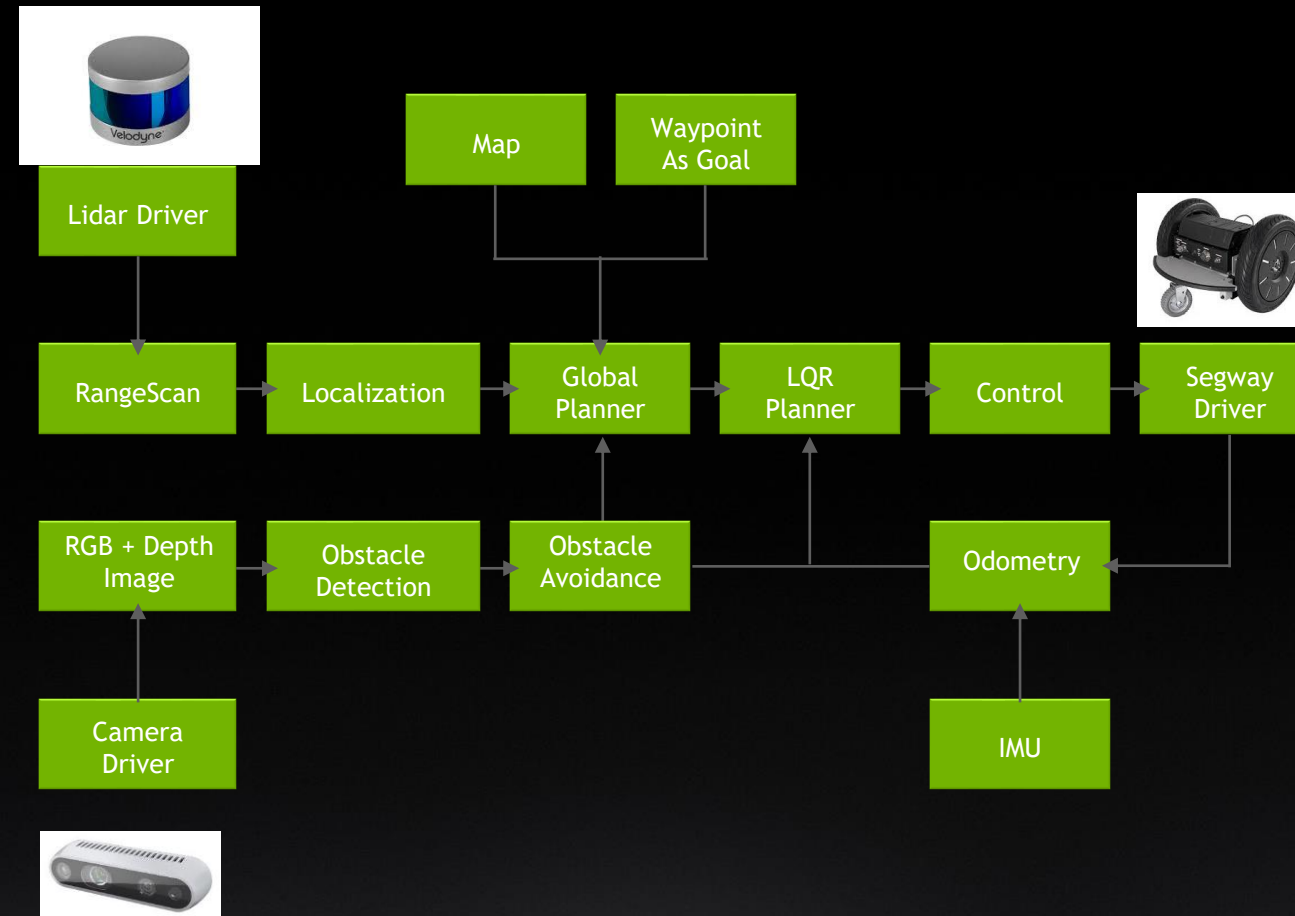 Velodyne
Lidar Driver
Map
Waypoint
As Goal
RangeScan
Localization
Global
Planner
LQR
Planner
Control
Segway
Driver
RGB + Depth
Image
Obstacle
Detection
Obstacle
Avoidance
Odometry
Camera
Driver
IMU